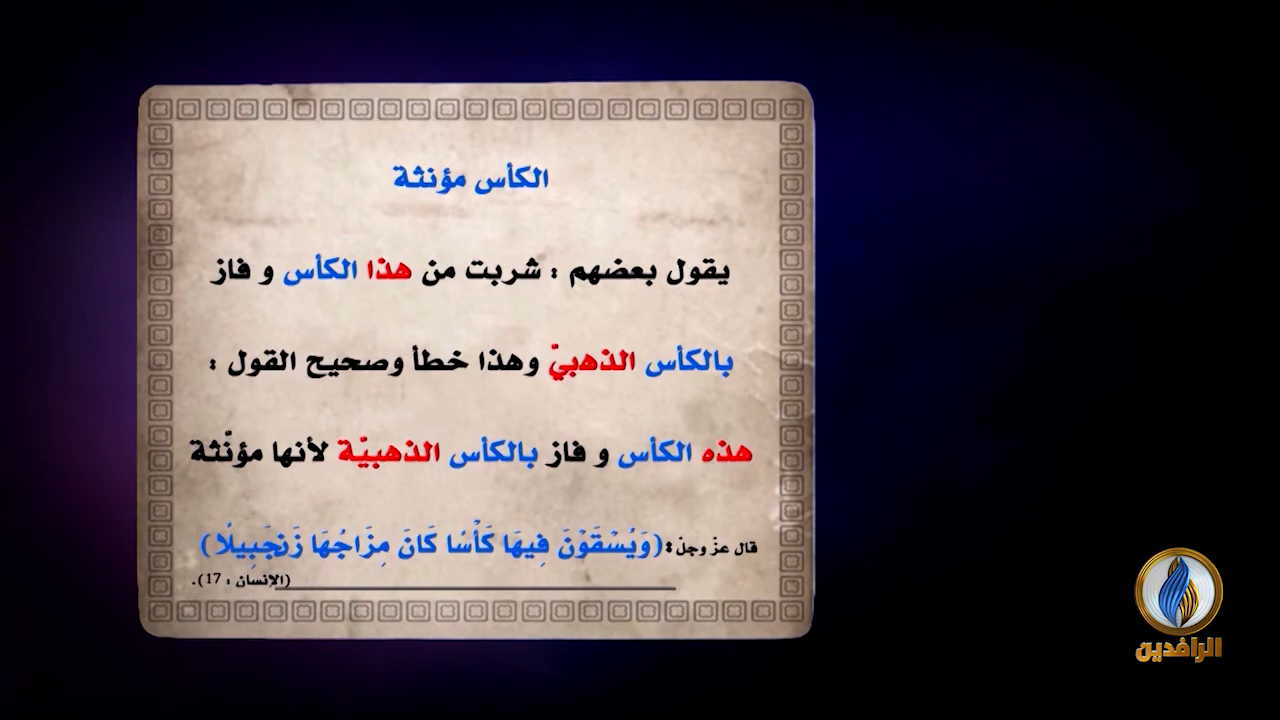 الكأس مؤنثة
يقول بعضهم : شربت من هذا الكأس و فاز
بالكأس الذهبيّ وهذا خطأ وصحيح القول :
هذه الكأس و فاز بالكأس الذهبيّة لأنها مؤنّثة
قال عزّ وجلّ : (وَيُسْقَوْنَ فِيهَا كَأْسًا كَانَ مِزَاجُهَا زَنجَبِيلًا)
(الإنسان : 17).
الرافدين